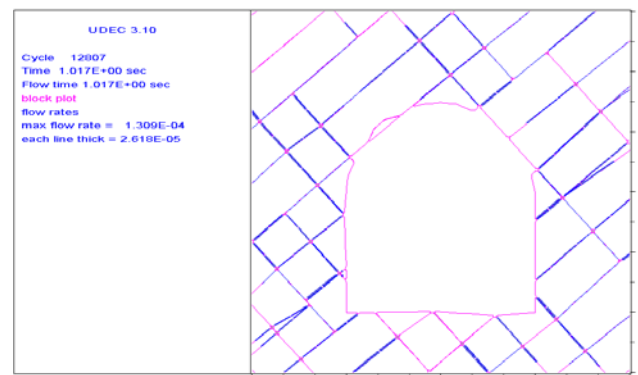 UDEC 3.10
Cycle 12807
Time 1.017E+00 sec
Flow time 1.017E+00 sec
block plot
flow rates
max flow rate = 1.309E-04
each line thick = 2.618E-05